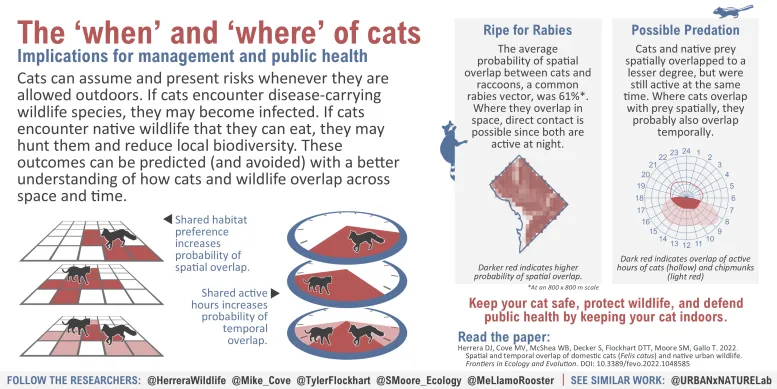 The ‘when’ and ‘where’ of cats
Implications for management and public health
Cats can assume and present risks whenever they are
allowed outdoors. If cats encounter disease-carrying
wildlife species, they may become infected. If cats
encounter native wildlife that they can eat, they may
hunt them and reduce local biodiversity. These
outcomes can be predicted (and avoided) with a better
understanding of how cats and wildlife overlap across
space and time.
Shared habitat
preference
increases
probability of
spatial overlap.
Shared active
hours increases
probability of
temporal
overlap.
Ripe for Rabies
The average
probability of spatial
overlap between cats and
raccoons, a common
rabies vector, was 61%*.
Where they overlap in
space, direct contact is
possible since both are
active at night.
Darker red indicates higher
probability of spatial overlap.
*At an 800 x 800 m scale
Possible Predation
Cats and native prey
spatially overlapped to a
lesser degree, but were
still active at the same
time. Where cats overlap
with prey spatially, they
probably also overlap
temporally.
24
1
2
3
4
5
6
7
8
9
10
11
12
13
14
15
16
17
18
19
20
21
22
23
Dark red indicates overlap of active
hours of cats (hollow) and chipmunks
(light red)
Keep your cat safe, protect wildlife, and defend
public health by keeping your cat indoors.
Read the paper:
Herrera DJ, Cove MV, McShea WB, Decker S, Flockhart DTT, Moore SM, Gallo T. 2022.
Spatial and temporal overlap of domestic cats (Felis catus) and native urban wildlife.
Frontiers in Ecology and Evolution. DOI: 10.3389/fevo.2022.1048585
FOLLOW THE RESEARCHERS: @HerreraWildlife @Mike_Cove @TylerFlockhart @SMoore_Ecology @MeLlamoRooster | SEE SIMILAR WORK: @URBANxNATURELab